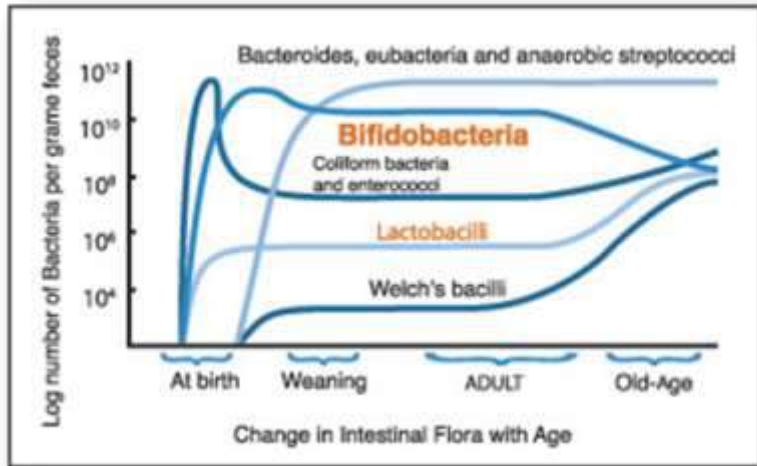 Bacteroides, eubacteria and anaerobic streptococci
10¹²
10¹⁰
10⁸
10⁶
10⁴
Log number of Bacteria per grame feces
Bifidobacteria
Coliform bacteria
and enterococci
Lactobacilli
Welch's bacilli
At birth
Weaning
ADULT
Old-Age
Change in Intestinal Flora with Age